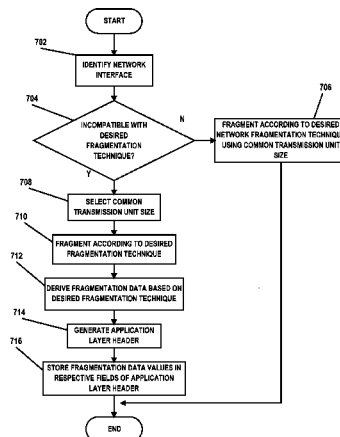 START
702
IDENTIFY NETWORK
INTERFACE
704
INCOMPATIBLE WITH
DESIRED
FRAGMENTATION
TECHNIQUE?
N
Y
706
FRAGMENT ACCORDING TO DESIRED
NETWORK FRAGMENTATION TECHNIQUE
USING COMMON TRANSMISSION UNIT
SIZE
708
SELECT COMMON
TRANSMISSION UNIT SIZE
710
FRAGMENT ACCORDING TO DESIRED
FRAGMENTATION TECHNIQUE
712
DERIVE FRAGMENTATION DATA BASED ON
DESIRED FRAGMENTATION TECHNIQUE
714
GENERATE APPLICATION
LAYER HEADER
716
STORE FRAGMENTATION DATA VALUES IN
RESPECTIVE FIELDS OF APPLICATION
LAYER HEADER
END